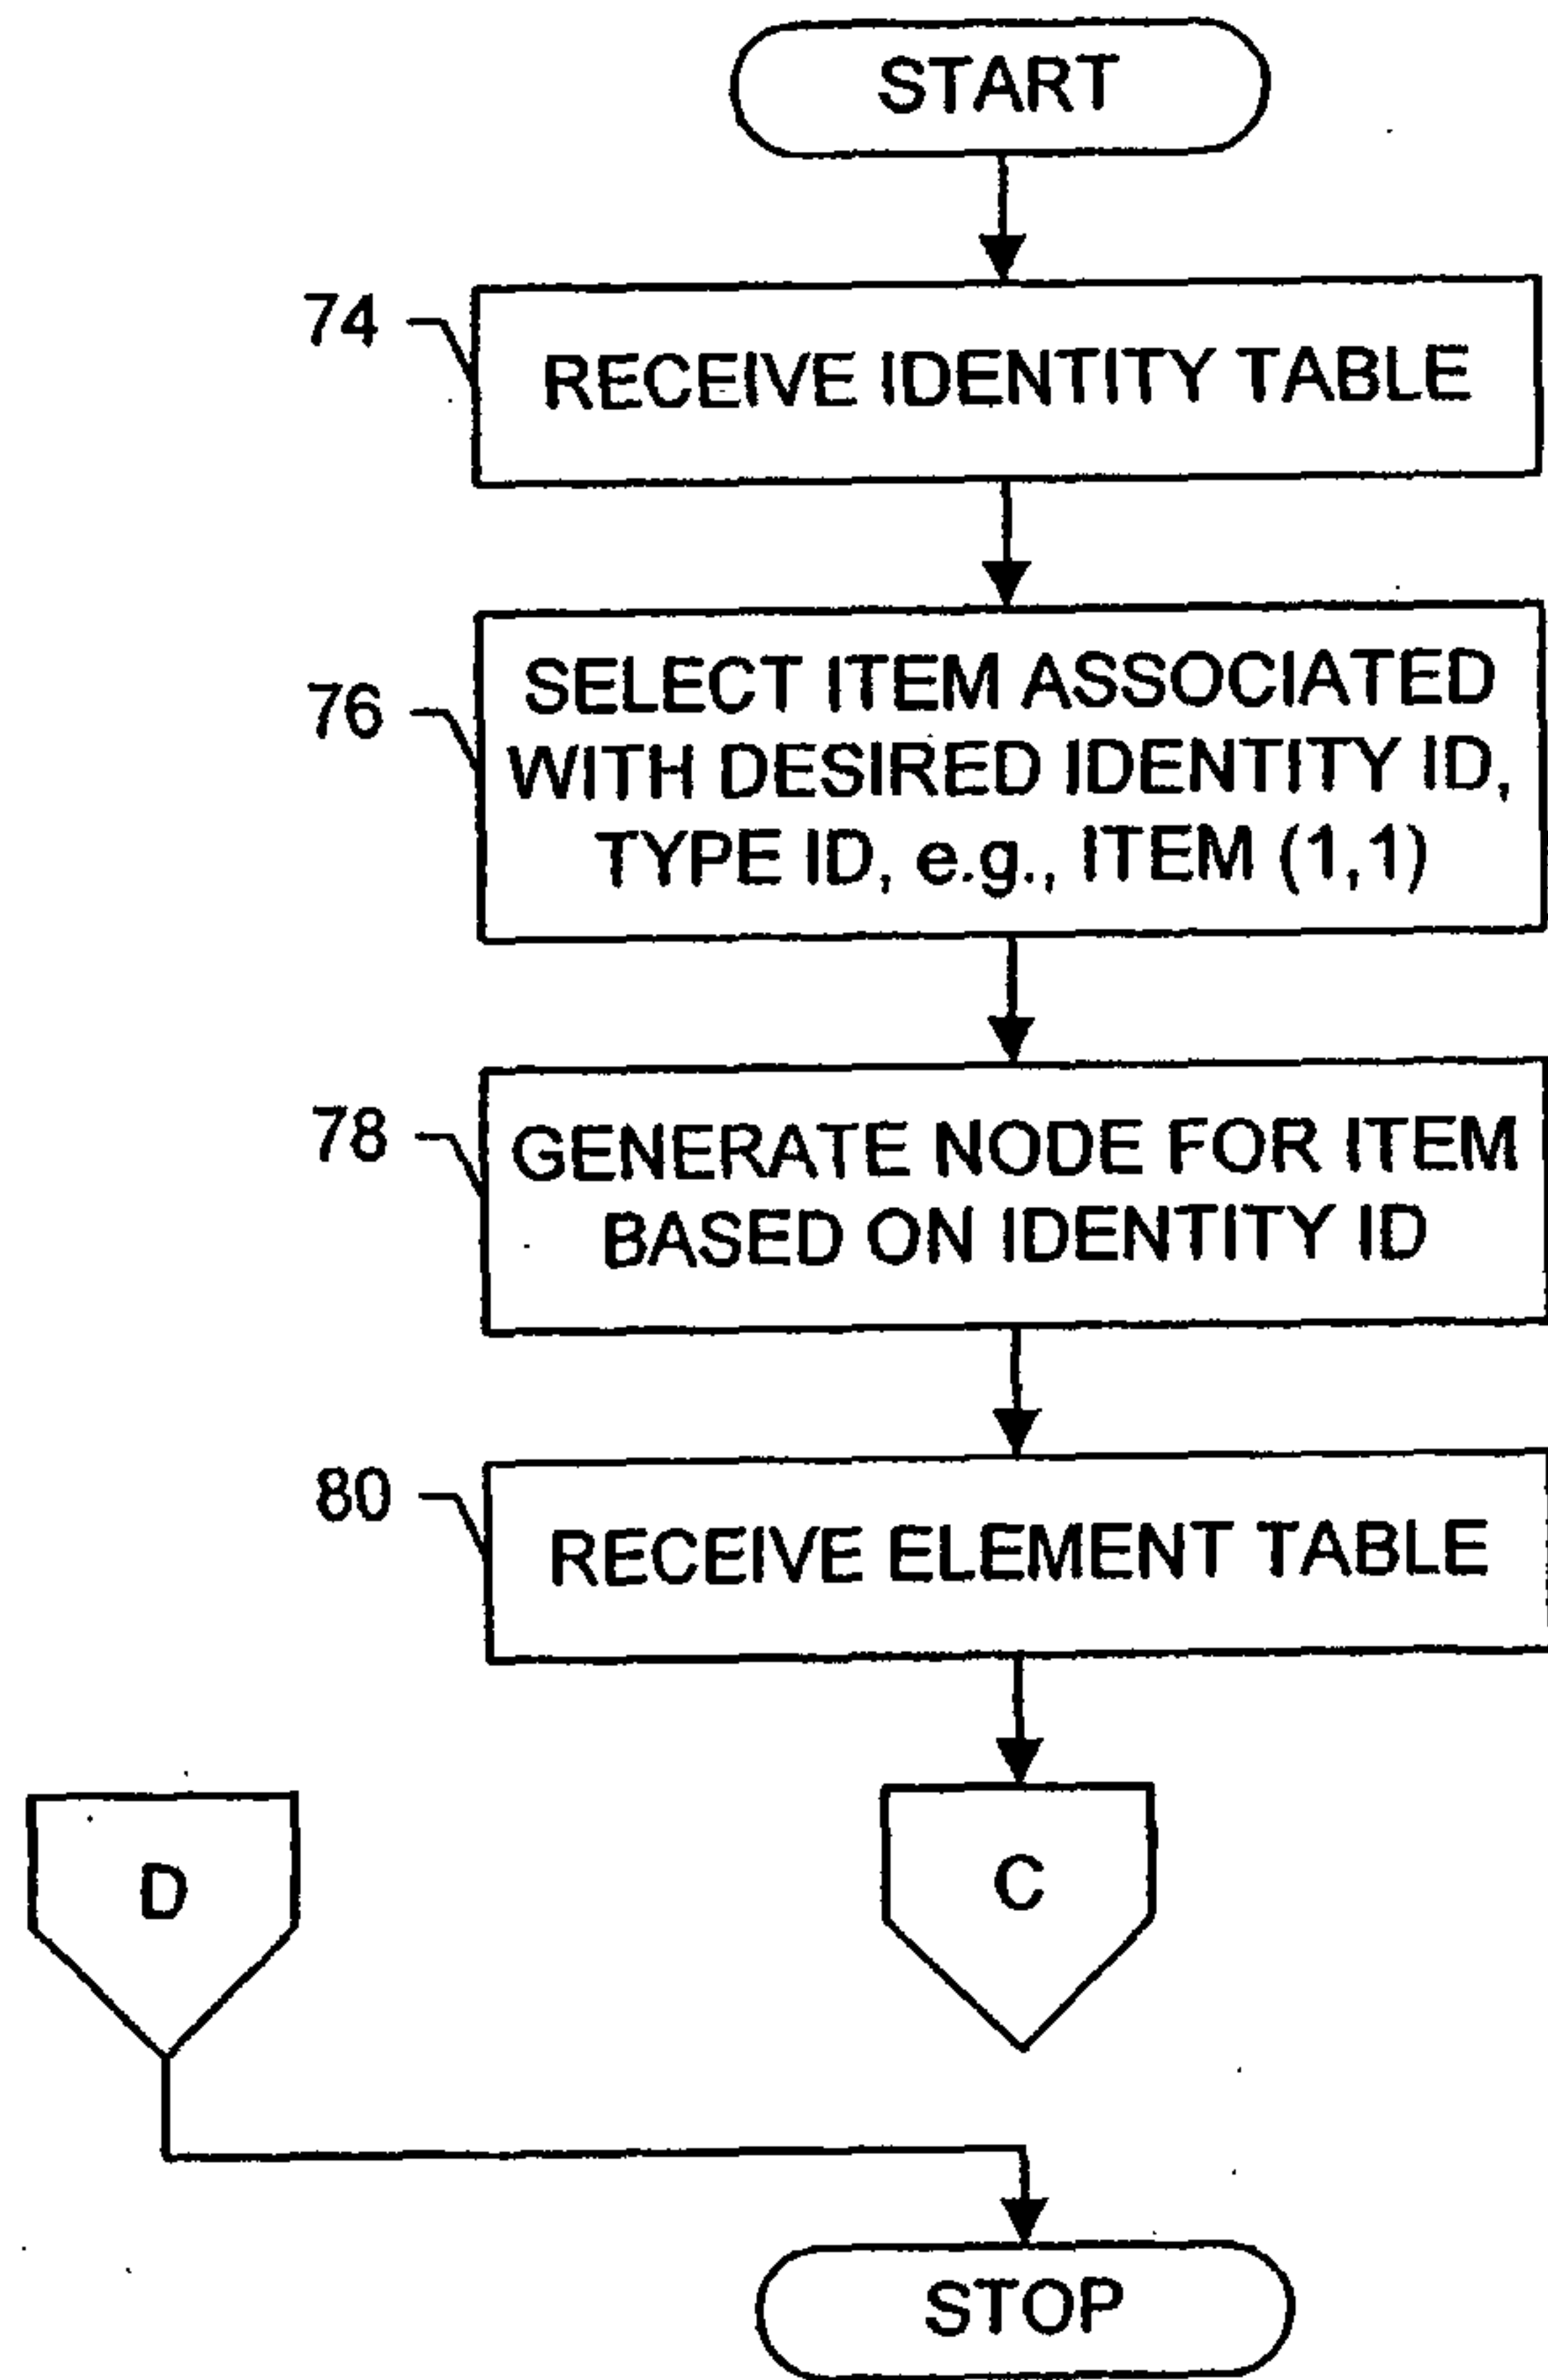 START
74
RECEIVE IDENTITY TABLE
76
SELECT ITEM ASSOCIATED
WITH DESIRED IDENTITY ID,
TYPE ID, e.g., ITEM (1,1)
78
GENERATE NODE FOR ITEM
BASED ON IDENTITY ID
80
RECEIVE ELEMENT TABLE
D
C
STOP